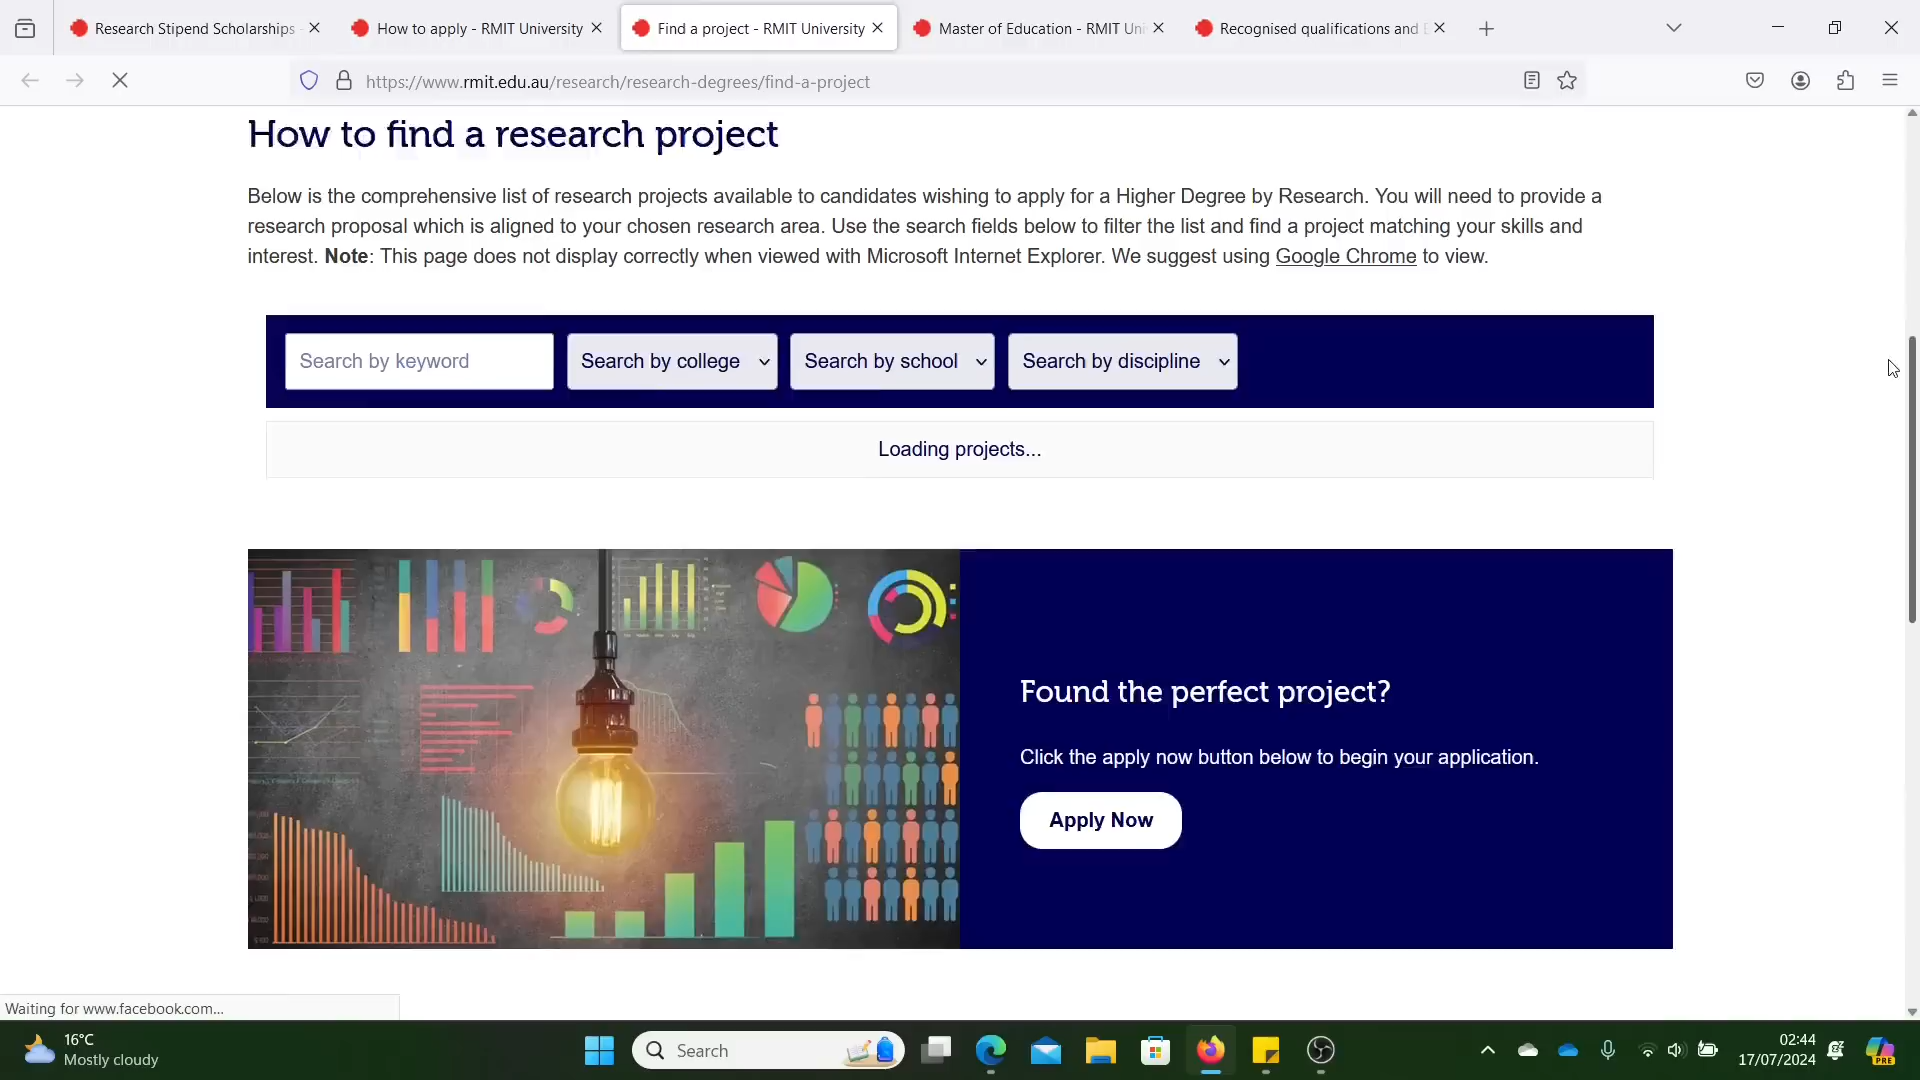 Research Stipend Scholarships -
How to apply - RMIT University
Find a project - RMIT University
Master of Education - RMIT Uni
Recognised qualifications and E
https://www.rmit.edu.au/research/research-degrees/find-a-project
How to find a research project
Below is the comprehensive list of research projects available to candidates wishing to apply for a Higher Degree by Research. You will need to provide a
research proposal which is aligned to your chosen research area. Use the search fields below to filter the list and find a project matching your skills and
interest. Note: This page does not display correctly when viewed with Microsoft Internet Explorer. We suggest using Google Chrome to view.
Search by keyword
Search by college
Search by school
Search by discipline
Loading projects...
Found the perfect project?
Click the apply now button below to begin your application.
Apply Now
Waiting for www.facebook.com...
16°C
Mostly cloudy
Search
02:44
17/07/2024
PRE